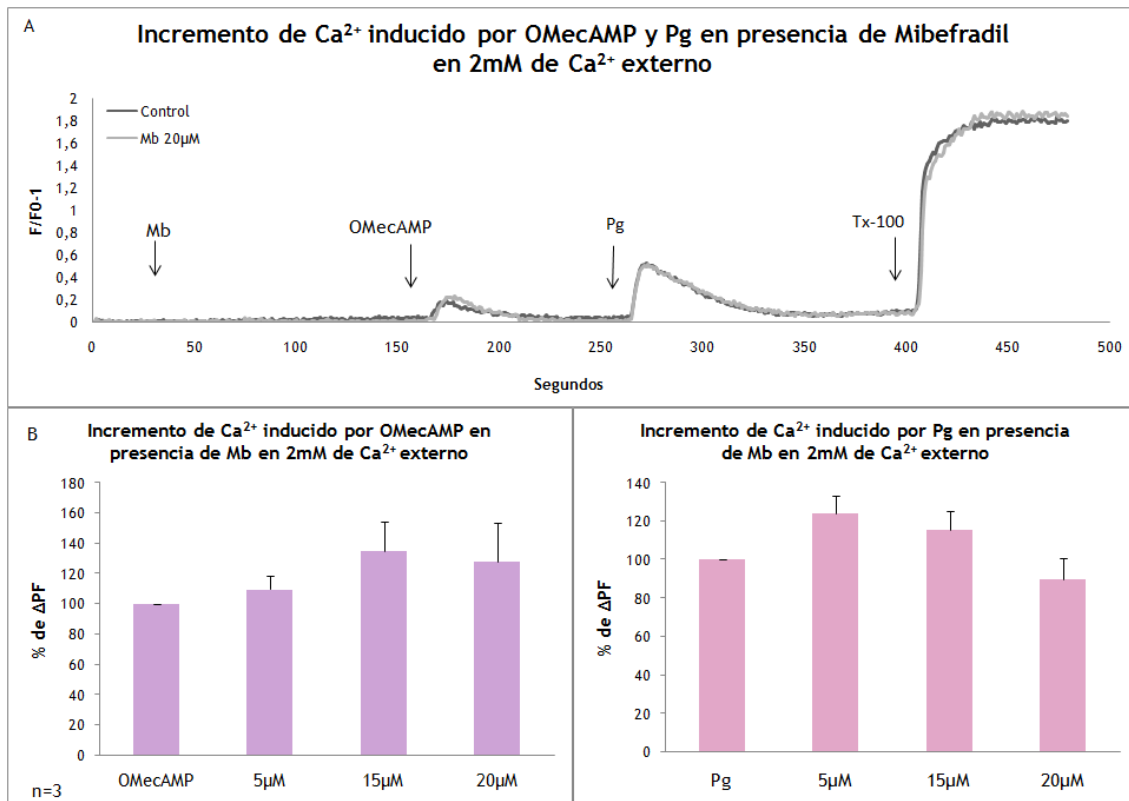 A
Incremento de Ca²⁺ inducido por OMecAMP y Pg en presencia de Mibefradil
en 2mM de Ca²⁺ externo
Control
Mb 20µM
F/F0-1
2
1,8
1,6
1,4
1,2
1
0,8
0,6
0,4
0,2
0
Mb
OMecAMP
Pg
Tx-100
0 50 100 150 200 250 300 350 400 450 500
Segundos
B
Incremento de Ca²⁺ inducido por OMecAMP en
presencia de Mb en 2mM de Ca²⁺ externo
% de ΔPF
180
160
140
120
100
80
60
40
20
0
OMecAMP 5µM 15µM 20µM
n=3
Incremento de Ca²⁺ inducido por Pg en presencia
de Mb en 2mM de Ca²⁺ externo
% de ΔPF
140
120
100
80
60
40
20
0
Pg 5µM 15µM 20µM